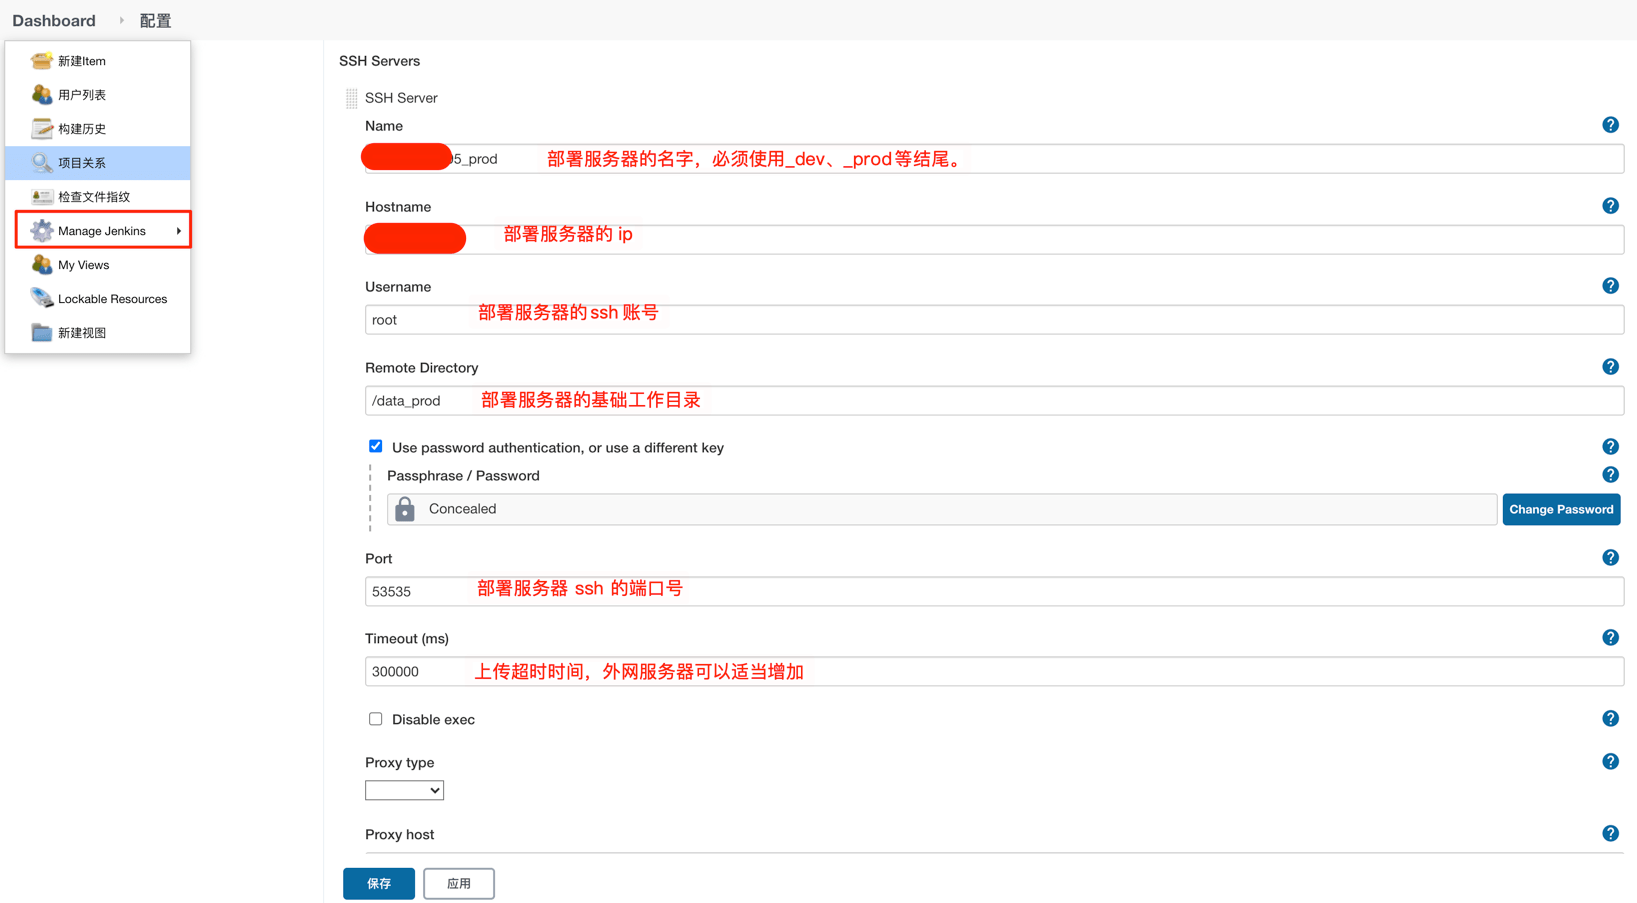 Dashboard
配置
新建Item
用户列表
构建历史
项目关系
检查文件指纹
Manage Jenkins
My Views
Lockable Resources
新建视图
SSH Servers
SSH Server
Name
5_prod 部署服务器的名字，必须使用_dev、_prod等结尾。
Hostname
部署服务器的 ip
Username
root 部署服务器的ssh账号
Remote Directory
/data_prod 部署服务器的基础工作目录
Use password authentication, or use a different key
Passphrase / Password
Concealed
Change Password
Port
53535 部署服务器 ssh 的端口号
Timeout (ms)
300000 上传超时时间，外网服务器可以适当增加
Disable exec
Proxy type
Proxy host
保存
应用